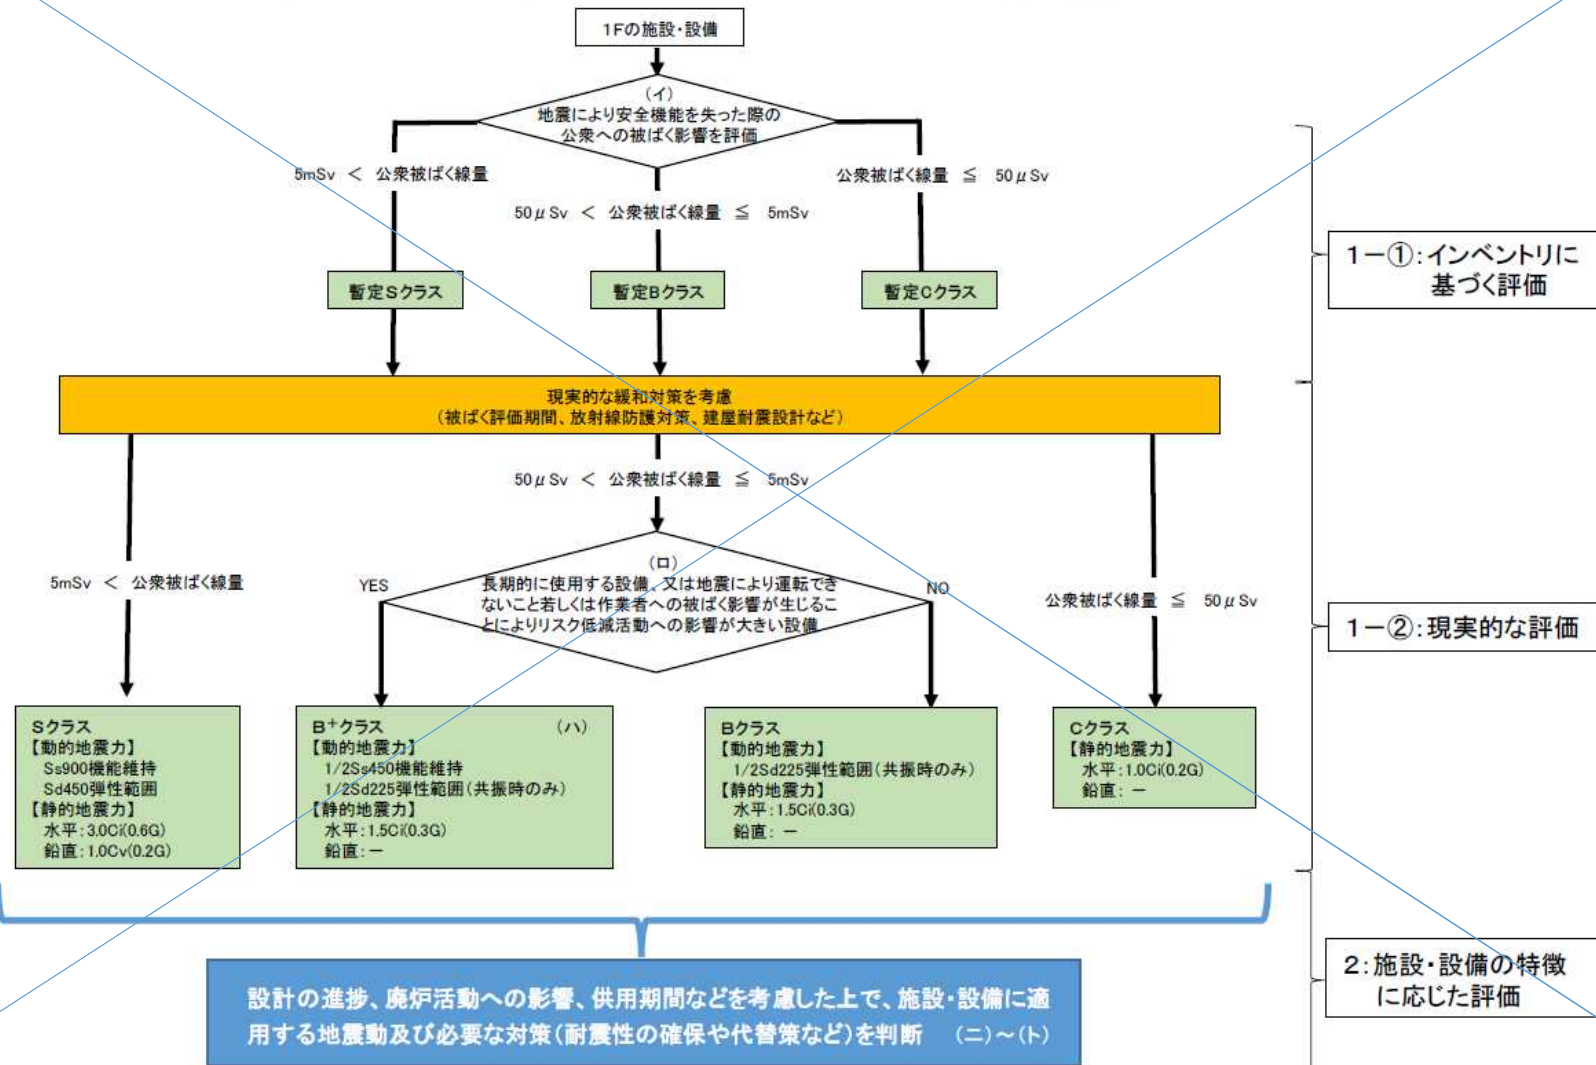 1Fの施設・設備
(イ)
地震により安全機能を失った際の
公衆への被ばく影響を評価
5mSv ＜ 公衆被ばく線量
50μSv ＜ 公衆被ばく線量 ≦ 5mSv
公衆被ばく線量 ≦ 50μSv
暫定Sクラス
暫定Bクラス
暫定Cクラス
1－①:インベントリに
基づく評価
現実的な緩和対策を考慮
(被ばく評価期間、放射線防護対策、建屋耐震設計など)
50μSv ＜ 公衆被ばく線量 ≦ 5mSv
5mSv ＜ 公衆被ばく線量
YES
(ロ)
長期的に使用する設備、又は地震により運転でき
ないこと若しくは作業者への被ばく影響が生じるこ
とによりリスク低減活動への影響が大きい設備
NO
公衆被ばく線量 ≦ 50μSv
1－②:現実的な評価
Sクラス
【動的地震力】
Ss900機能維持
Sd450弾性範囲
【静的地震力】
水平:3.0Ci(0.6G)
鉛直:1.0Cv(0.2G)
B⁺クラス (ハ)
【動的地震力】
1/2Ss450機能維持
1/2Sd225弾性範囲(共振時のみ)
【静的地震力】
水平:1.5Ci(0.3G)
鉛直:－
Bクラス
【動的地震力】
1/2Sd225弾性範囲(共振時のみ)
【静的地震力】
水平:1.5Ci(0.3G)
鉛直: －
Cクラス
【静的地震力】
水平:1.0Ci(0.2G)
鉛直: －
設計の進捗、廃炉活動への影響、供用期間などを考慮した上で、施設・設備に適
用する地震動及び必要な対策(耐震性の確保や代替策など)を判断 (ニ)～(ト)
2:施設・設備の特徴
に応じた評価